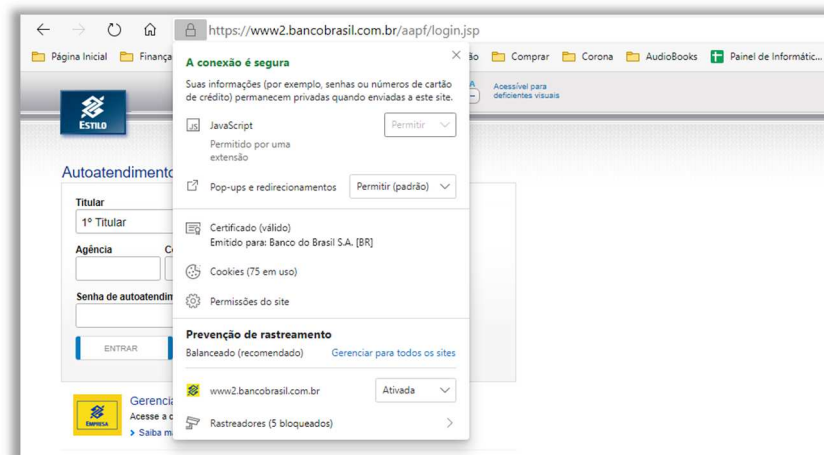 https://www2.bancobrasil.com.br/aapf/login.jsp
Página Inicial
Finança
ão
Comprar
Corona
AudioBooks
Painel de Informátic...
A conexão é segura
Suas informações (por exemplo, senhas ou números de cartão
de crédito) permanecem privadas quando enviadas a este site.
JS JavaScript
Permitir
Permitido por uma
extensão
Pop-ups e redirecionamentos
Permitir (padrão)
Certificado (válido)
Emitido para: Banco do Brasil S.A. [BR]
Cookies (75 em uso)
Permissões do site
Prevenção de rastreamento
Balanceado (recomendado)
Gerenciar para todos os sites
www2.bancobrasil.com.br
Ativada
Rastreadores (5 bloqueados)
A
Acessível para
deficientes visuais
ESTILO
Autoatendimento
Titular
1º Titular
Agência
C
Senha de autoatendim
ENTRAR
EMPRESA
Gerencia
Acesse a c
Saiba m